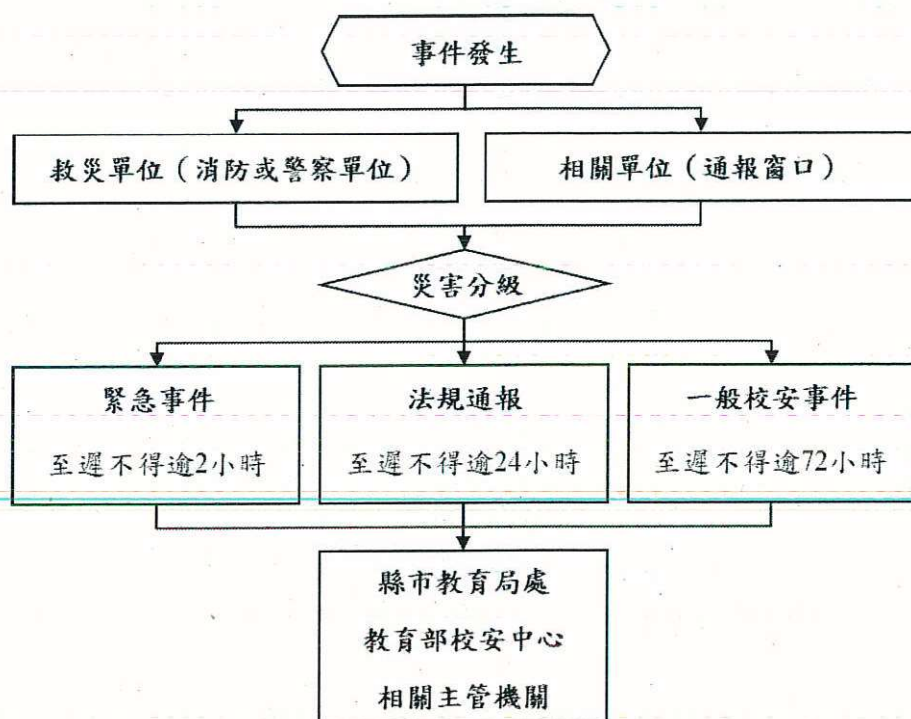 事件發生
救災單位（消防或警察單位）
相關單位（通報窗口）
災害分級
緊急事件
至遲不得逾2小時
法規通報
至遲不得逾24小時
一般校安事件
至遲不得逾72小時
縣市教育局處
教育部校安中心
相關主管機關